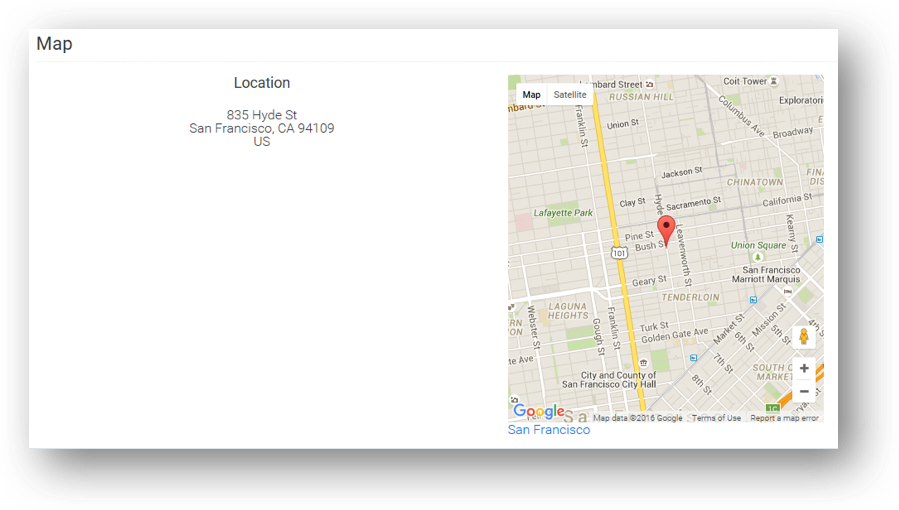 Map
Location
835 Hyde St
San Francisco, CA 94109
US
Map
Satellite
Lombard Street
Coit Tower
RUSSIAN HILL
Columbus Ave
Franklin St
Union St
Broadway
Jackson St
CHINATOWN
Clay St
Sacramento St
California St
Hyde
Lafayette Park
Leavenworth St
Kearny St
Pine St
Bush St
Union Square
101
San Francisco
Marriott Marquis
Geary St
TENDERLOIN
LAGUNA
HEIGHTS
Webster St
Gough St
Franklin St
Turk St
Golden Gate Ave
Market St
Mission St
4th St
5th St
6th St
7th St
8th St
City and County of
San Francisco City Hall
+
−
Google
Map data ©2016 Google
Terms of Use
Report a map error
San Francisco